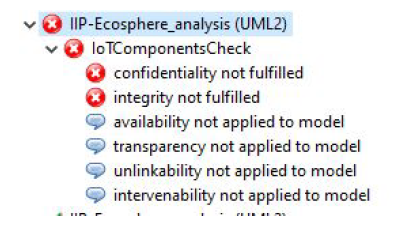 IIP-Ecosphere_analysis (UML2)
IoTComponentsCheck
confidentiality not fulfilled
integrity not fulfilled
availability not applied to model
transparency not applied to model
unlinkability not applied to model
intervenability not applied to model